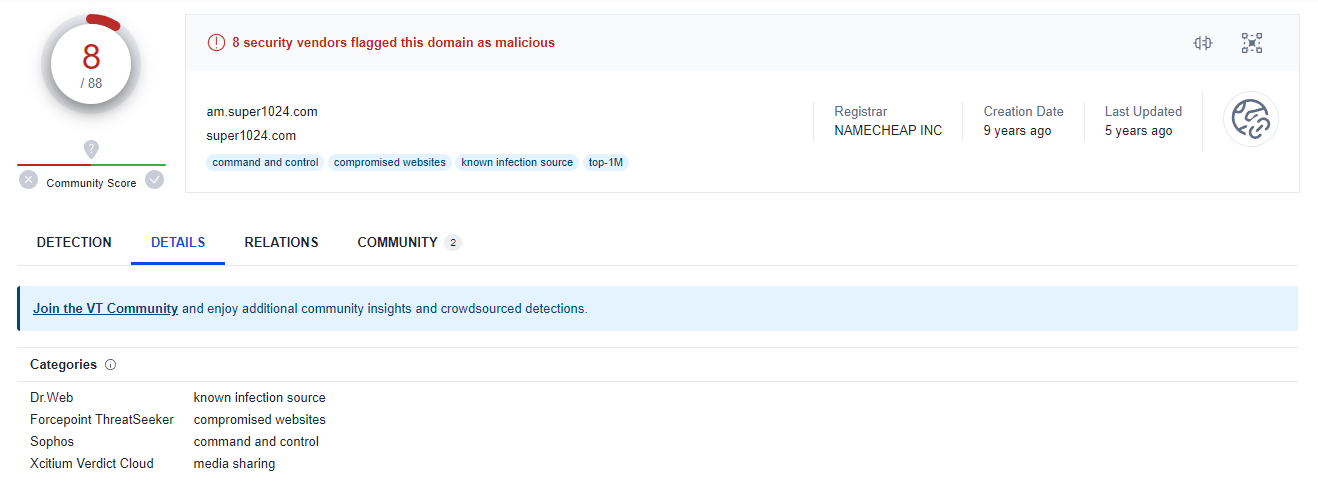 8
/ 88
Community Score
8 security vendors flagged this domain as malicious
am.super1024.com
super1024.com
command and control compromised websites known infection source top-1M
Registrar
NAMECHEAP INC
Creation Date
9 years ago
Last Updated
5 years ago
DETECTION DETAILS RELATIONS COMMUNITY 2
Join the VT Community and enjoy additional community insights and crowdsourced detections.
Categories
Dr.Web known infection source
Forcepoint ThreatSeeker compromised websites
Sophos command and control
Xcitium Verdict Cloud media sharing